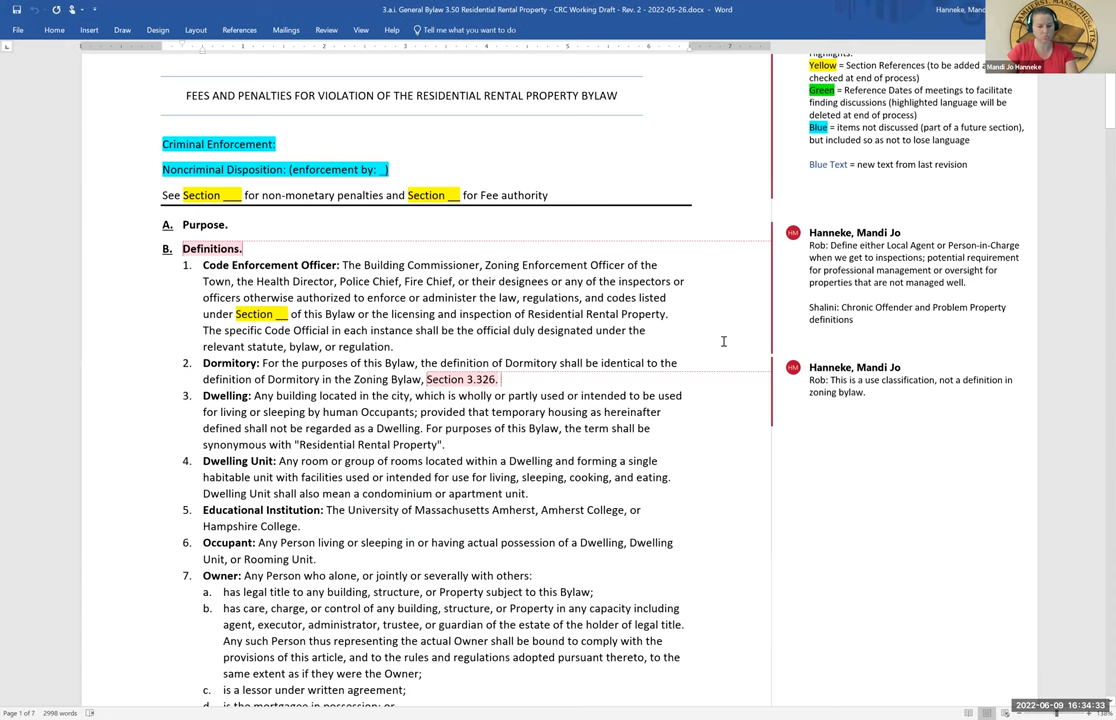 3.a.i. General Bylaw 3.50 Residential Rental Property - CRC Working Draft - Rev. 2 - 2022-05-26.docx - Word
Hanneke,
File Home Insert Draw Design Layout References Mailings Review View Help Tell me what you want to do
Mandi Jo Hanneke
FEES AND PENALTIES FOR VIOLATION OF THE RESIDENTIAL RENTAL PROPERTY BYLAW
Criminal Enforcement:
Noncriminal Disposition: (enforcement by: _)
See Section ___ for non-monetary penalties and Section __ for Fee authority
A. Purpose.
B. Definitions.
1. Code Enforcement Officer: The Building Commissioner, Zoning Enforcement Officer of the
Town, the Health Director, Police Chief, Fire Chief, or their designees or any of the inspectors or
officers otherwise authorized to enforce or administer the law, regulations, and codes listed
under Section __ of this Bylaw or the licensing and inspection of Residential Rental Property.
The specific Code Official in each instance shall be the official duly designated under the
relevant statute, bylaw, or regulation.
2. Dormitory: For the purposes of this Bylaw, the definition of Dormitory shall be identical to the
definition of Dormitory in the Zoning Bylaw, Section 3.326.
3. Dwelling: Any building located in the city, which is wholly or partly used or intended to be used
for living or sleeping by human Occupants; provided that temporary housing as hereinafter
defined shall not be regarded as a Dwelling. For purposes of this Bylaw, the term shall be
synonymous with "Residential Rental Property".
4. Dwelling Unit: Any room or group of rooms located within a Dwelling and forming a single
habitable unit with facilities used or intended for use for living, sleeping, cooking, and eating.
Dwelling Unit shall also mean a condominium or apartment unit.
5. Educational Institution: The University of Massachusetts Amherst, Amherst College, or
Hampshire College.
6. Occupant: Any Person living or sleeping in or having actual possession of a Dwelling, Dwelling
Unit, or Rooming Unit.
7. Owner: Any Person who alone, or jointly or severally with others:
a. has legal title to any building, structure, or Property subject to this Bylaw;
b. has care, charge, or control of any building, structure, or Property in any capacity including
agent, executor, administrator, trustee, or guardian of the estate of the holder of legal title.
Any such Person thus representing the actual Owner shall be bound to comply with the
provisions of this article, and to the rules and regulations adopted pursuant thereto, to the
same extent as if they were the Owner;
c. is a lessor under written agreement;
d. is the mortgagee in possession; or
Highlights:
Yellow = Section References (to be added
checked at end of process)
Green = Reference Dates of meetings to facilitate
finding discussions (highlighted language will be
deleted at end of process)
Blue = items not discussed (part of a future section),
but included so as not to lose language
Blue Text = new text from last revision
HM Hanneke, Mandi Jo
Rob: Define either Local Agent or Person-in-Charge
when we get to inspections; potential requirement
for professional management or oversight for
properties that are not managed well.
Shalini: Chronic Offender and Problem Property
definitions
HM Hanneke, Mandi Jo
Rob: This is a use classification, not a definition in
zoning bylaw.
Page 1 of 7 2998 words
2022-06-09 16:34:33